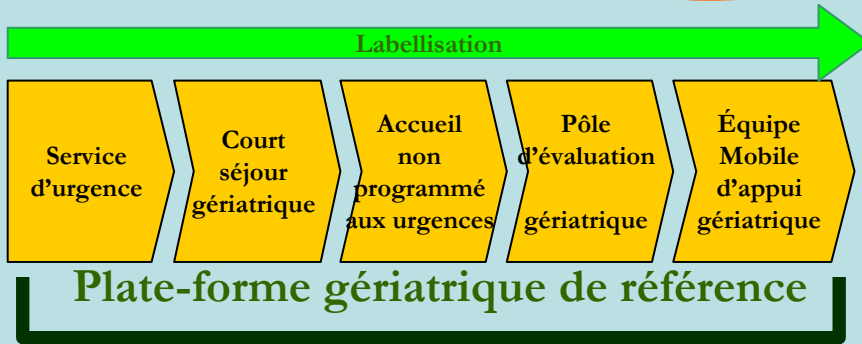 Labellisation
Service
d'urgence
Court
séjour
gériatrique
Accueil
non
programmé
aux urgences
Pôle
d'évaluation
gériatrique
Équipe
Mobile
d'appui
gériatrique
Plate-forme gériatrique de référence